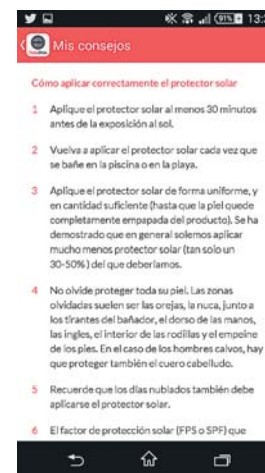 91% 13:
Mis consejos
Cómo aplicar correctamente el protector solar
1 Aplique el protector solar al menos 30 minutos
antes de la exposición al sol.
2 Vuelva a aplicar el protector solar cada vez que
se bañe en la piscina o en la playa.
3 Aplique el protector solar de forma uniforme, y
en cantidad suficiente (hasta que la piel quede
completamente empapada del producto). Se ha
demostrado que en general solemos aplicar
mucho menos protector solar (tan solo un
30-50%) del que deberíamos.
4 No olvide proteger toda su piel. Las zonas
olvidadas suelen ser las orejas, la nuca, junto a
los tirantes del bañador, el dorso de las manos,
las ingles, el interior de las rodillas y el empeine
de los pies. En el caso de los hombres calvos, hay
que proteger también el cuero cabelludo.
5 Recuerde que los días nublados también debe
aplicarse el protector solar.
6 El factor de protección solar (FPS o SPF) que